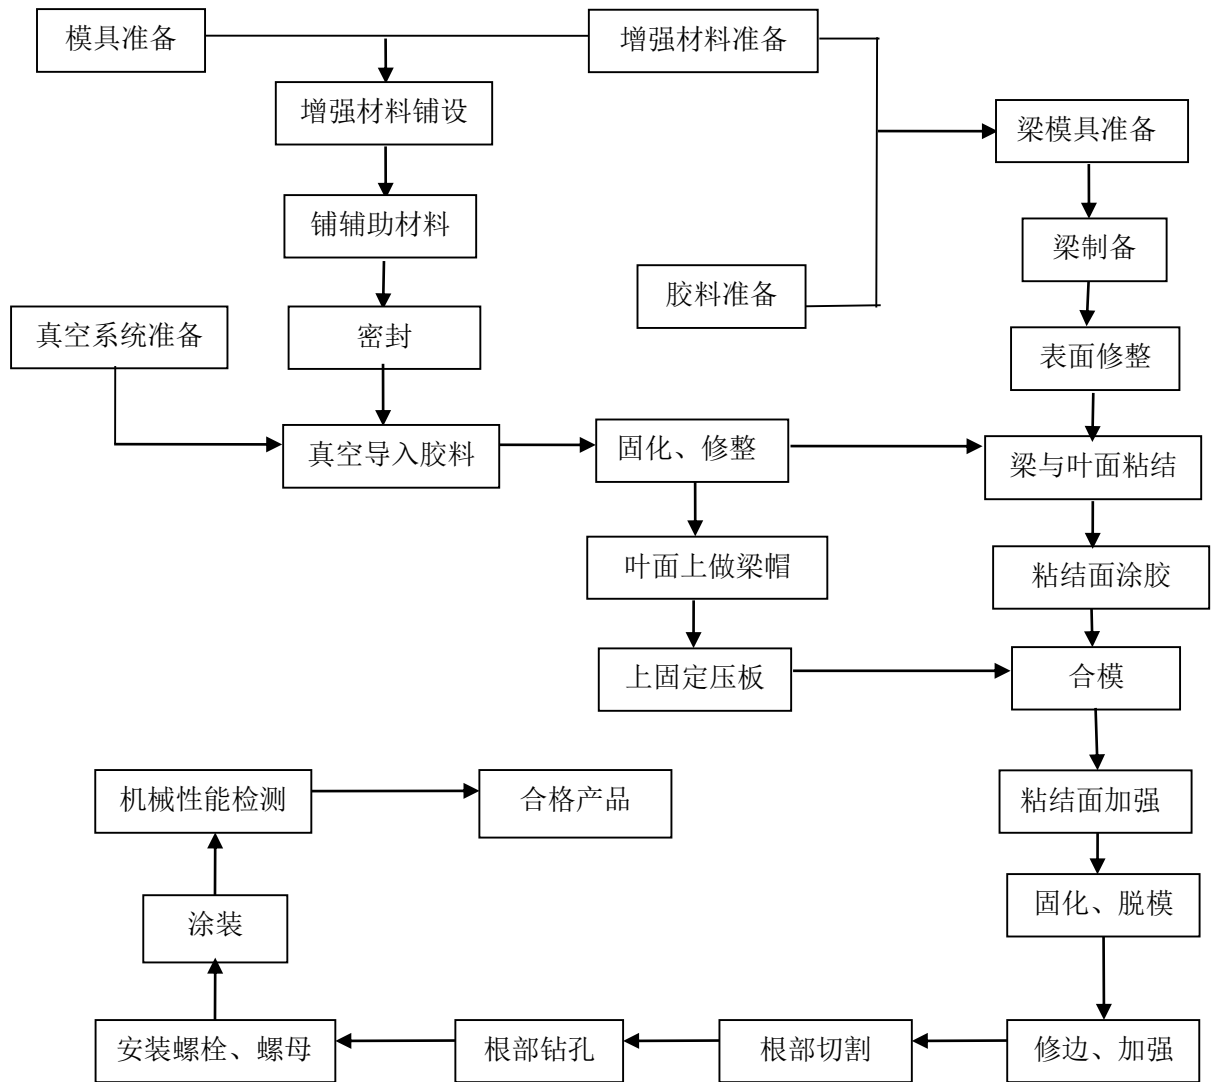 模具准备
增强材料准备
增强材料铺设
梁模具准备
铺辅助材料
梁制备
胶料准备
真空系统准备
密封
表面修整
真空导入胶料
固化、修整
梁与叶面粘结
叶面上做梁帽
粘结面涂胶
上固定压板
合模
机械性能检测
合格产品
粘结面加强
涂装
固化、脱模
安装螺栓、螺母
根部钻孔
根部切割
修边、加强